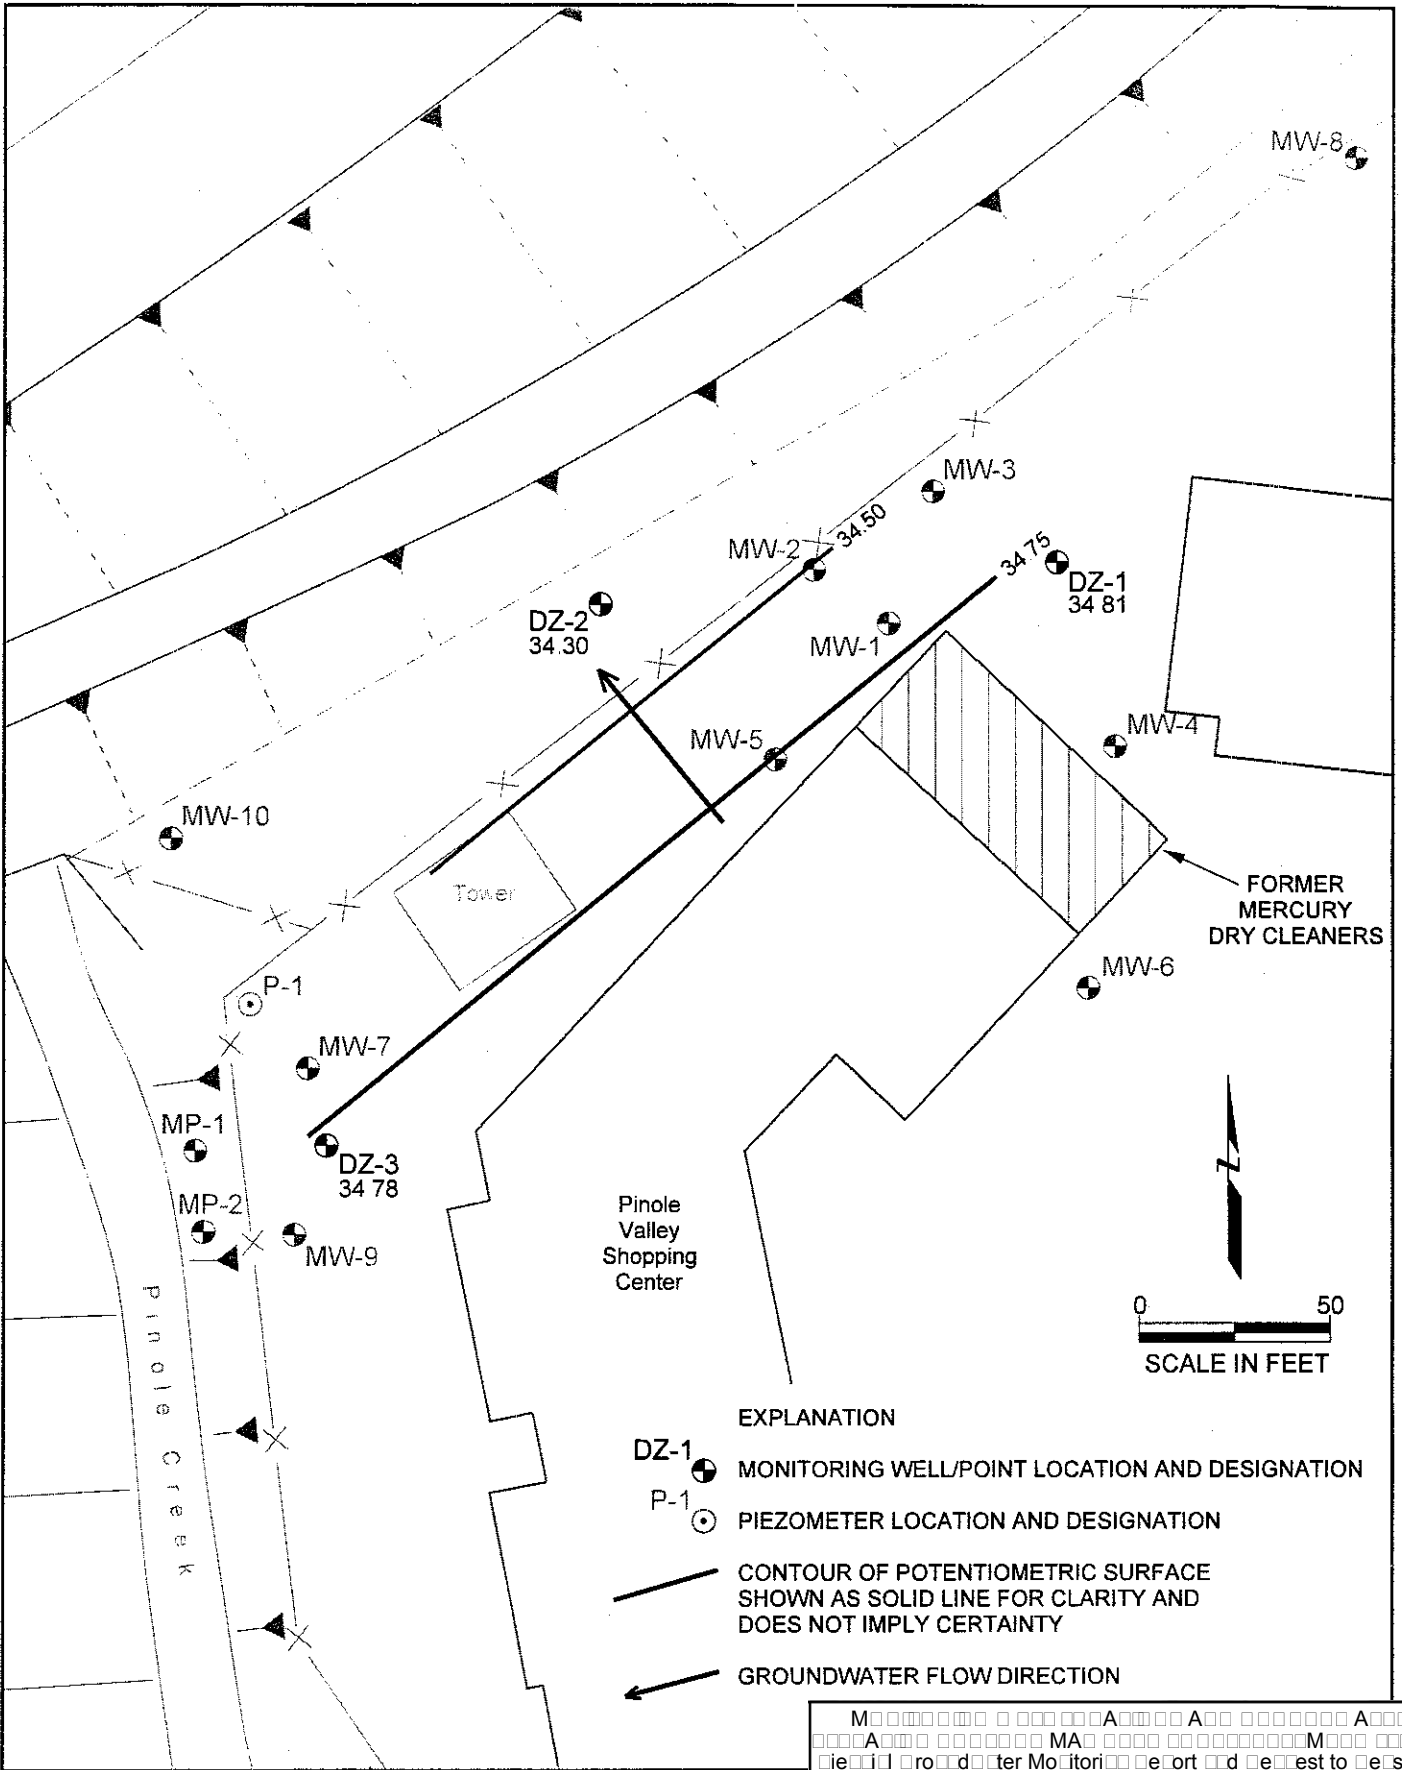 MW-8
MW-3
34.50
MW-2
34.75
DZ-1
34 81
DZ-2
34.30
MW-1
MW-5
MW-4
MW-10
Tower
FORMER
MERCURY
DRY CLEANERS
MW-6
P-1
MW-7
MP-1
DZ-3
34 78
MP-2
MW-9
Pinole
Valley
Shopping
Center
Pinole Creek
0 50
SCALE IN FEET
EXPLANATION
DZ-1 MONITORING WELL/POINT LOCATION AND DESIGNATION
P-1 PIEZOMETER LOCATION AND DESIGNATION
CONTOUR OF POTENTIOMETRIC SURFACE
SHOWN AS SOLID LINE FOR CLARITY AND
DOES NOT IMPLY CERTAINTY
GROUNDWATER FLOW DIRECTION